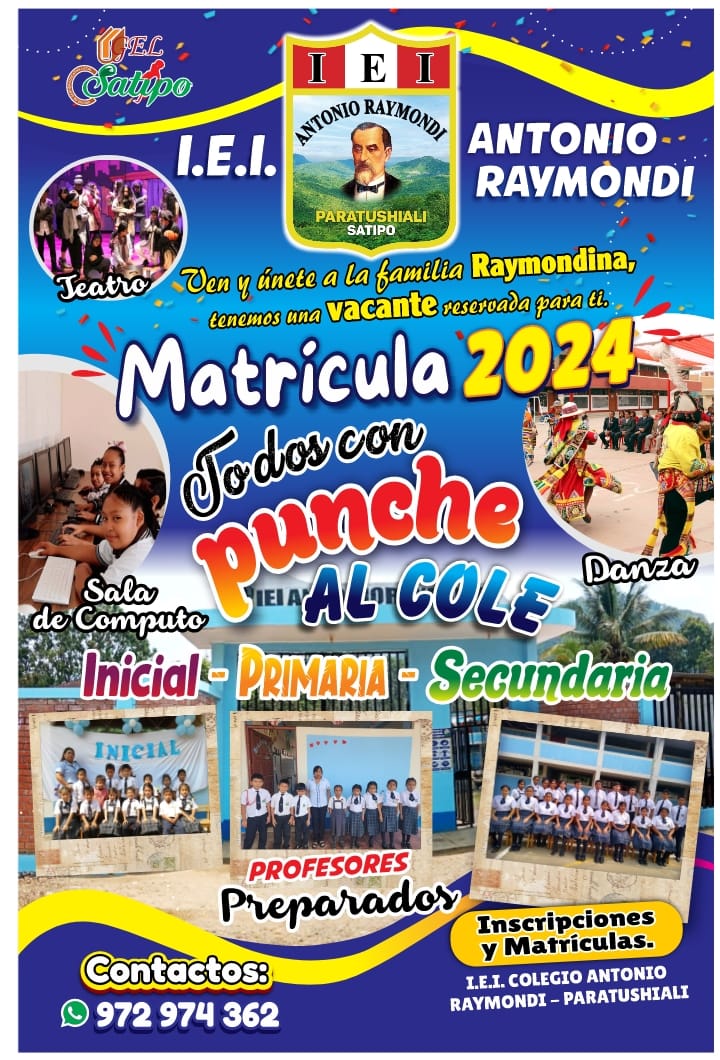 UGEL
Satipo
I E I
ANTONIO RAYMONDI
PARATUSHIALI
SATIPO
I.E.I.
ANTONIO
RAYMONDI
Teatro
Ven y únete a la familia Raymondina,
tenemos una vacante reservada para ti.
Matrícula 2024
Todos con
punche
AL COLE
Danza
Sala
de Computo
Inicial - PRIMARIA - Secundaria
INICIAL
PROFESORES
Preparados
Inscripciones
y Matrículas.
I.E.I. COLEGIO ANTONIO
RAYMONDI - PARATUSHIALI
Contactos:
972 974 362